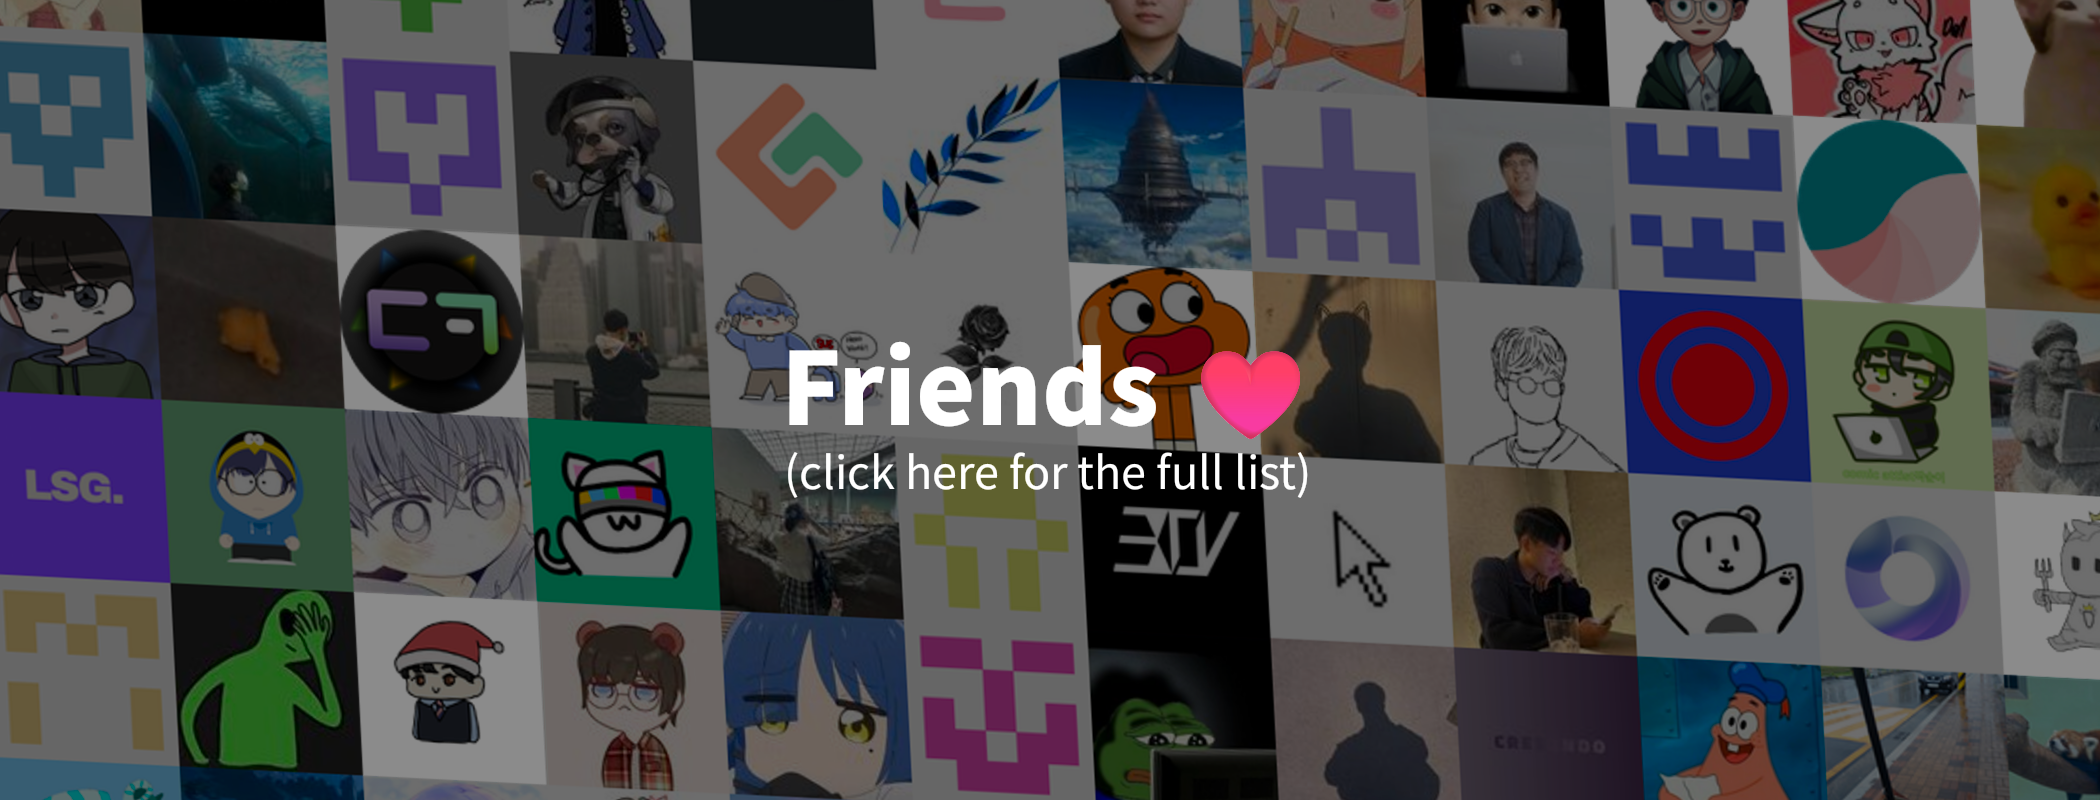 Friends ❤️
(click here for the full list)
LSG.